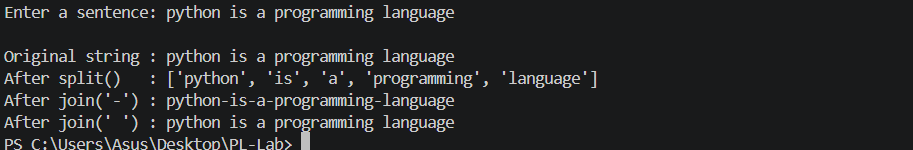 Enter a sentence: python is a programming language
Original string : python is a programming language
After split()   : ['python', 'is', 'a', 'programming', 'language']
After join('-') : python-is-a-programming-language
After join(' ') : python is a programming language
PS C:\Users\Asus\Desktop\PL-Lab>